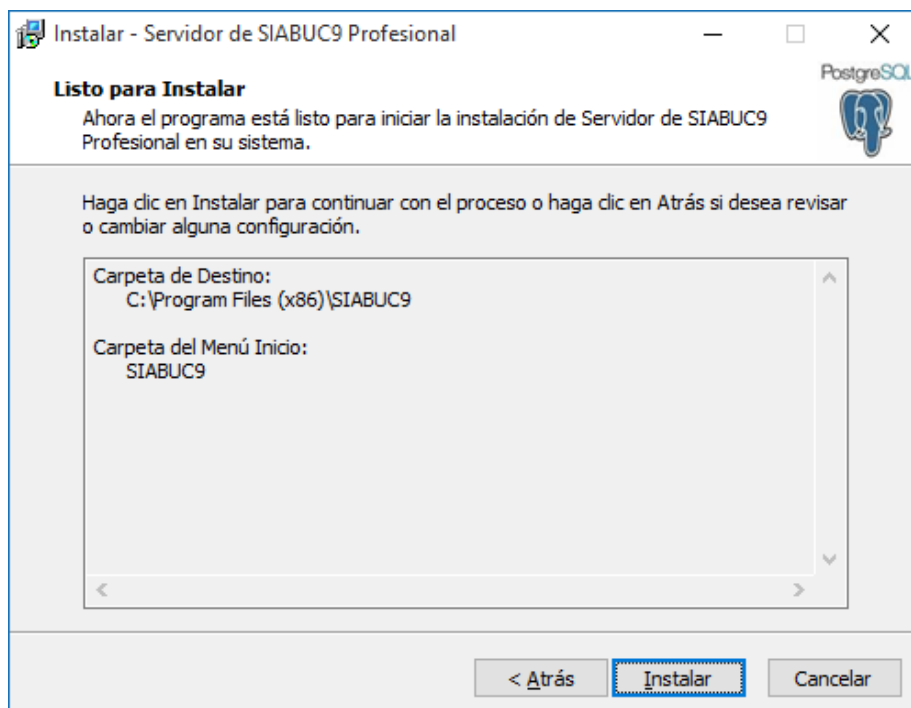 Instalar - Servidor de SIABUC9 Profesional
PostgreSQL
Listo para Instalar
Ahora el programa está listo para iniciar la instalación de Servidor de SIABUC9
Profesional en su sistema.
Haga clic en Instalar para continuar con el proceso o haga clic en Atrás si desea revisar
o cambiar alguna configuración.
Carpeta de Destino:
C:\Program Files (x86)\SIABUC9
Carpeta del Menú Inicio:
SIABUC9
< Atrás
Instalar
Cancelar